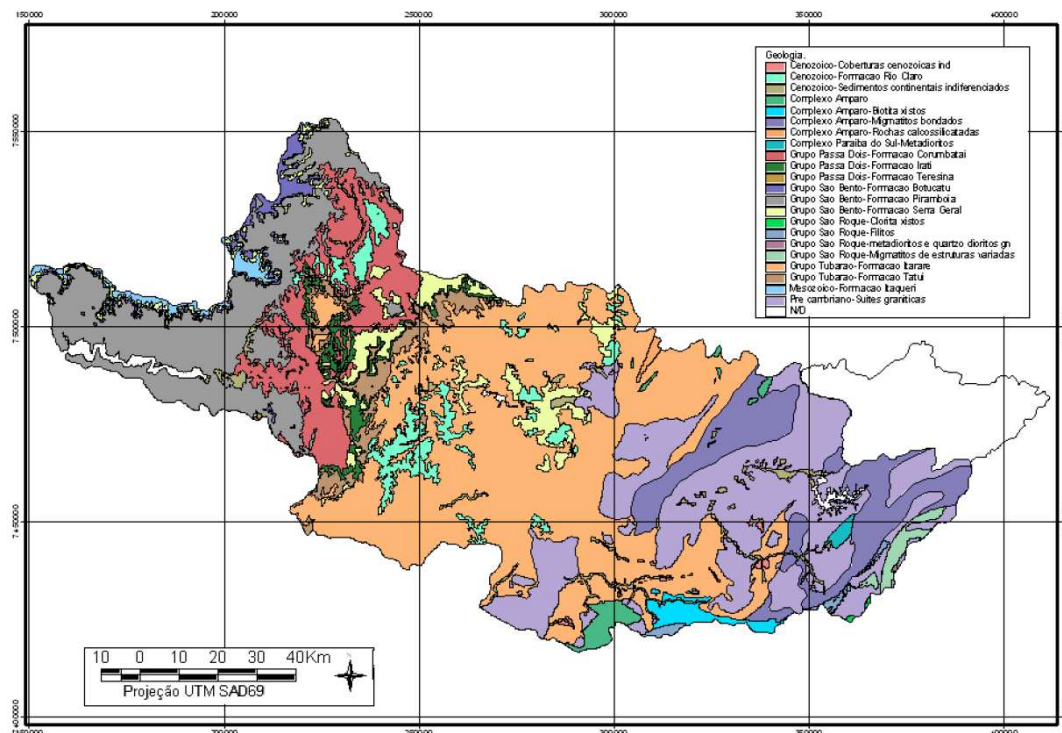 150000 200000 250000 300000 350000 400000
Geologia.
Cenozoico-Coberturas cenozoicas ind
Cenozoico-Formacao Rio Claro
Cenozoico-Sedimentos continentais indiferenciados
Complexo Amparo
Complexo Amparo-Biotita xistos
Complexo Amparo-Migmatitos bondados
Complexo Amparo-Rochas calcossilicatadas
Complexo Paraiba do Sul-Metadioritos
Grupo Passa Dois-Formacao Corumbatai
Grupo Passa Dois-Formacao Irati
Grupo Passa Dois-Formacao Teresina
Grupo Sao Bento-Formacao Botucatu
Grupo Sao Bento-Formacao Piramboia
Grupo Sao Bento-Formacao Serra Geral
Grupo Sao Roque-Clorita xistos
Grupo Sao Roque-Filitos
Grupo Sao Roque-metadioritos e quartzo dioritos gn
Grupo Sao Roque-Migmatitos de estruturas variadas
Grupo Tubarao-Formacao Itarare
Grupo Tubarao-Formacao Tatui
Mesozoico-Formacao Itaqueri
Pre cambriano-Suites graniticas
N/D
7550000
7500000
7450000
10 0 10 20 30 40Km
Projeção UTM SAD69
200000 250000 300000 350000 400000